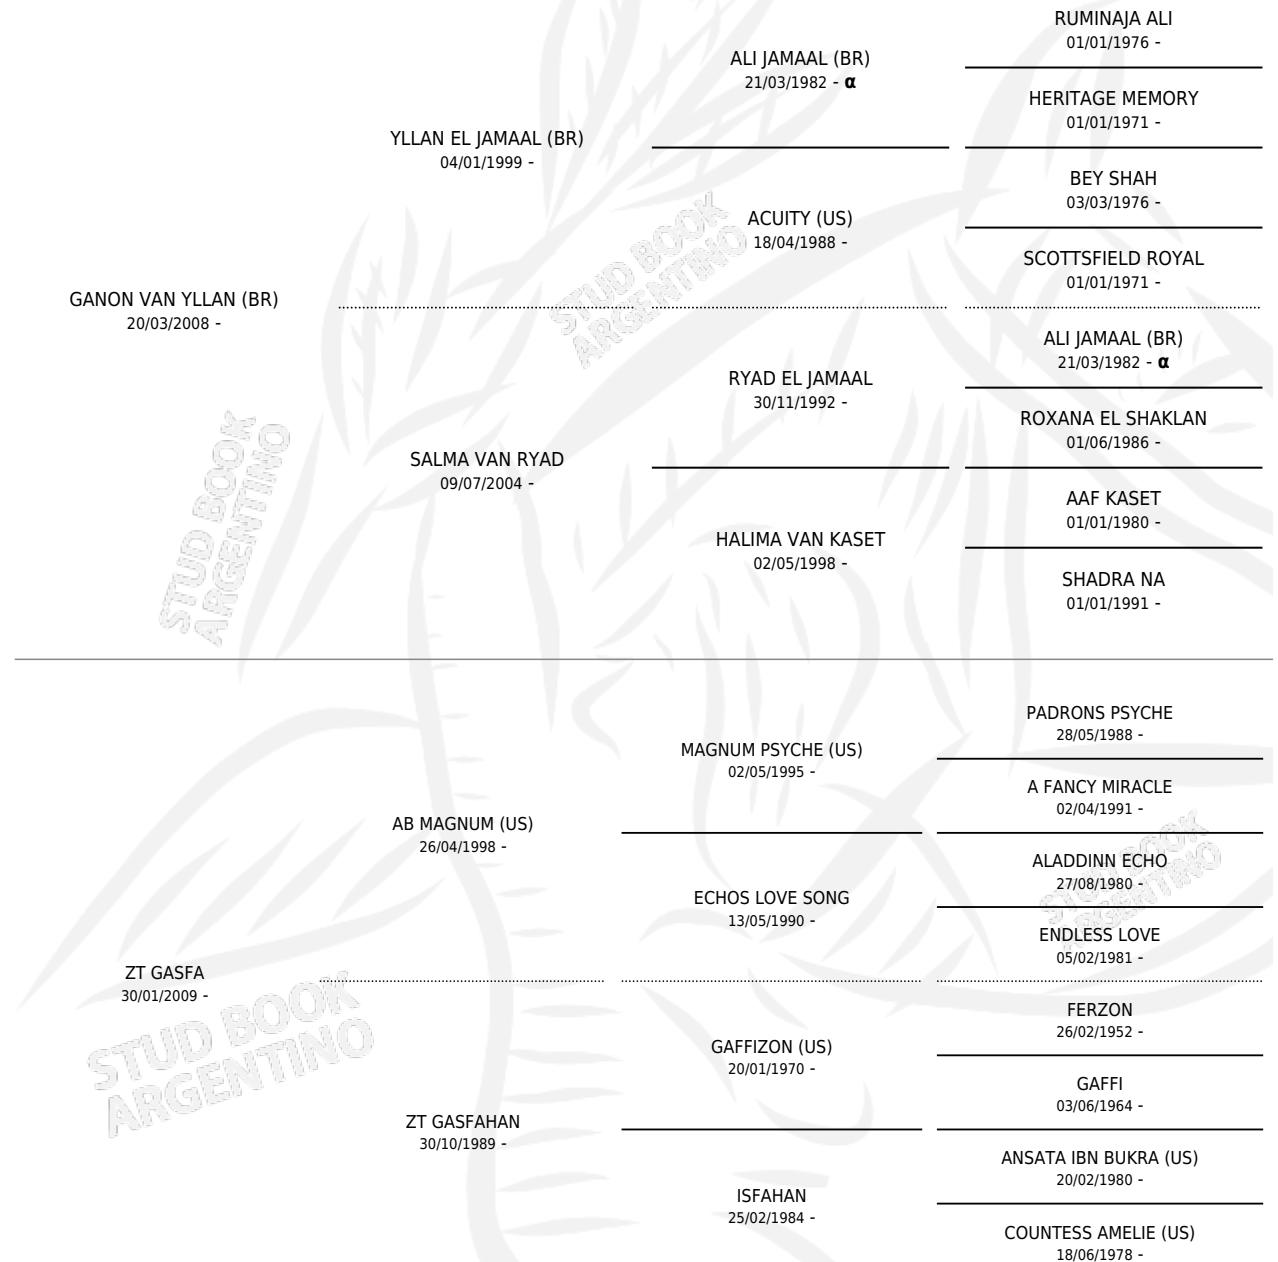 RUMINAJA ALI
01/01/1976 -
ALI JAMAAL (BR)
21/03/1982 - α
HERITAGE MEMORY
01/01/1971 -
YLLAN EL JAMAAL (BR)
04/01/1999 -
BEY SHAH
03/03/1976 -
ACUITY (US)
18/04/1988 -
SCOTTSFIELD ROYAL
01/01/1971 -
GANON VAN YLLAN (BR)
20/03/2008 -
ALI JAMAAL (BR)
21/03/1982 - α
RYAD EL JAMAAL
30/11/1992 -
ROXANA EL SHAKLAN
01/06/1986 -
SALMA VAN RYAD
09/07/2004 -
AAF KASET
01/01/1980 -
HALIMA VAN KASET
02/05/1998 -
SHADRA NA
01/01/1991 -
PADRONS PSYCHE
28/05/1988 -
MAGNUM PSYCHE (US)
02/05/1995 -
A FANCY MIRACLE
02/04/1991 -
AB MAGNUM (US)
26/04/1998 -
ALADDINN ECHO
27/08/1980 -
ECHOS LOVE SONG
13/05/1990 -
ENDLESS LOVE
05/02/1981 -
ZT GASFA
30/01/2009 -
FERZON
26/02/1952 -
GAFFIZON (US)
20/01/1970 -
GAFFI
03/06/1964 -
ZT GASFAHAN
30/10/1989 -
ANSATA IBN BUKRA (US)
20/02/1980 -
ISFAHAN
25/02/1984 -
COUNTESS AMELIE (US)
18/06/1978 -
STUD BOOK
ARGENTINO
STUD BOOK
ARGENTINO
STUD BOOK
ARGENTINO
STUD BOOK
ARGENTINO